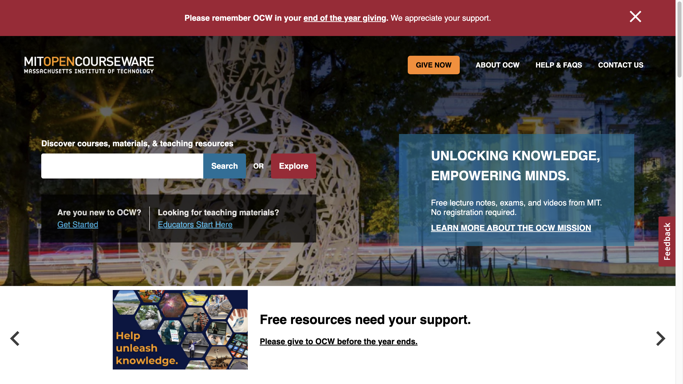 Please remember OCW in your end of the year giving. We appreciate your support.
MITOPENCOURSEWARE
MASSACHUSETTS INSTITUTE OF TECHNOLOGY
GIVE NOW
ABOUT OCW
HELP & FAQS
CONTACT US
Discover courses, materials, & teaching resources
Search
OR
Explore
Are you new to OCW?
Get Started
Looking for teaching materials?
Educators Start Here
UNLOCKING KNOWLEDGE,
EMPOWERING MINDS.
Free lecture notes, exams, and videos from MIT.
No registration required.
LEARN MORE ABOUT THE OCW MISSION
Feedback
Help
unleash
knowledge.
Free resources need your support.
Please give to OCW before the year ends.